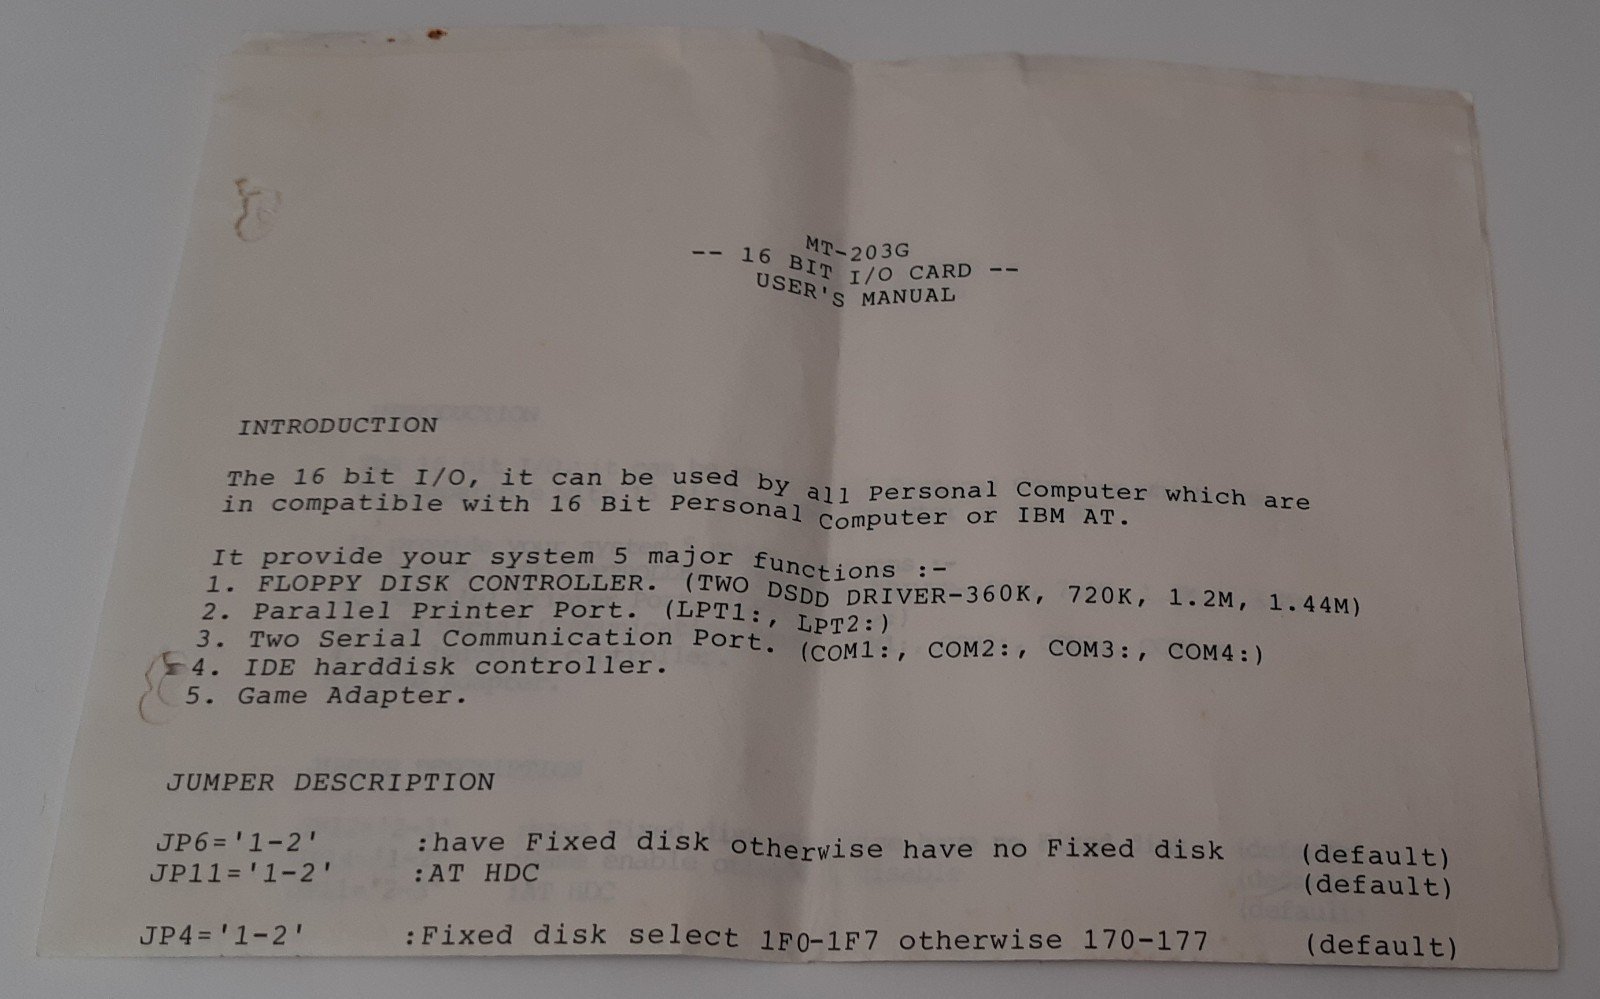 MT-203G
-- 16 BIT I/O CARD --
USER'S MANUAL
INTRODUCTION
The 16 bit I/O, it can be used by all Personal Computer which are
in compatible with 16 Bit Personal Computer or IBM AT.
It provide your system 5 major functions :-
1. FLOPPY DISK CONTROLLER. (TWO DSDD DRIVER-360K, 720K, 1.2M, 1.44M)
2. Parallel Printer Port. (LPT1:, LPT2:)
3. Two Serial Communication Port. (COM1:, COM2:, COM3:, COM4:)
4. IDE harddisk controller.
5. Game Adapter.
JUMPER DESCRIPTION
JP6='1-2' :have Fixed disk otherwise have no Fixed disk (default)
JP11='1-2' :AT HDC (default)
JP4='1-2' :Fixed disk select 1F0-1F7 otherwise 170-177 (default)